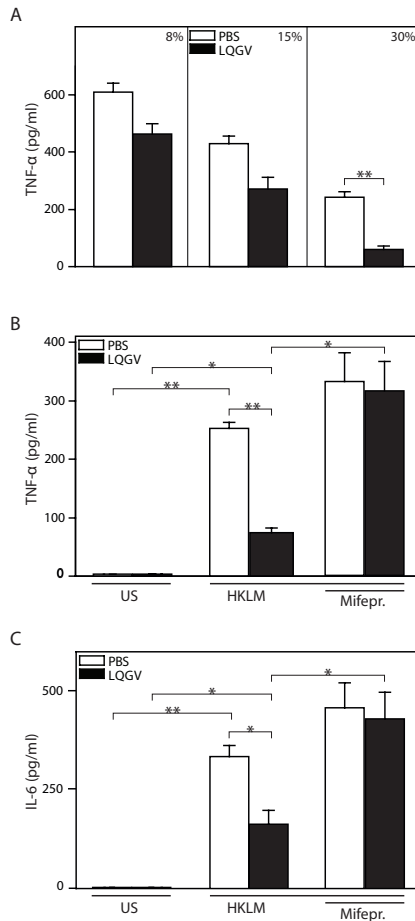 A
8%
15%
30%
PBS
LQGV
TNF-α (pg/ml)
600
400
200
0
**
B
PBS
LQGV
TNF-α (pg/ml)
400
300
200
100
0
*
*
**
**
US
HKLM
Mifepr.
C
PBS
LQGV
IL-6 (pg/ml)
500
250
0
*
*
**
*
US
HKLM
Mifepr.